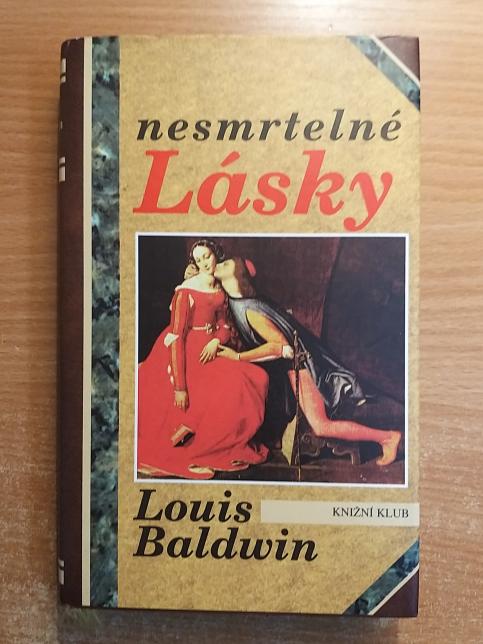 nesmrtelné
Lásky
Louis
Baldwin
KNIŽNÍ KLUB